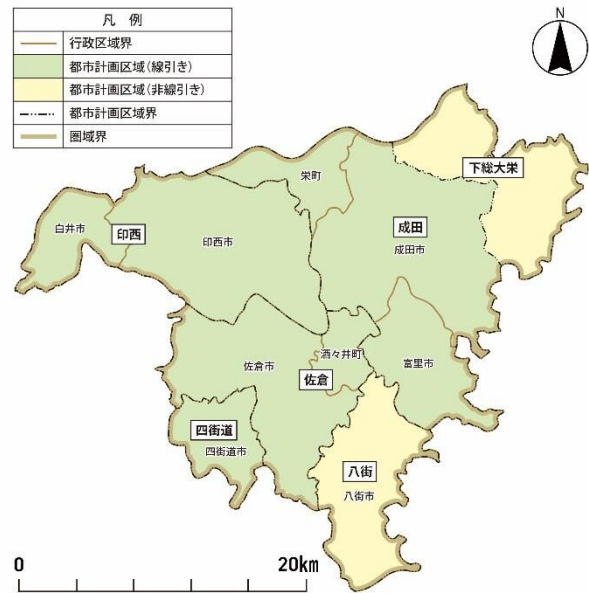 凡 例
行政区域界
都市計画区域(線引き)
都市計画区域(非線引き)
都市計画区域界
圏域界
N
下総大栄
栄町
成田
成田市
白井市
印西
印西市
酒々井町
佐倉市
佐倉
富里市
四街道
四街道市
八街
八街市
0 20km